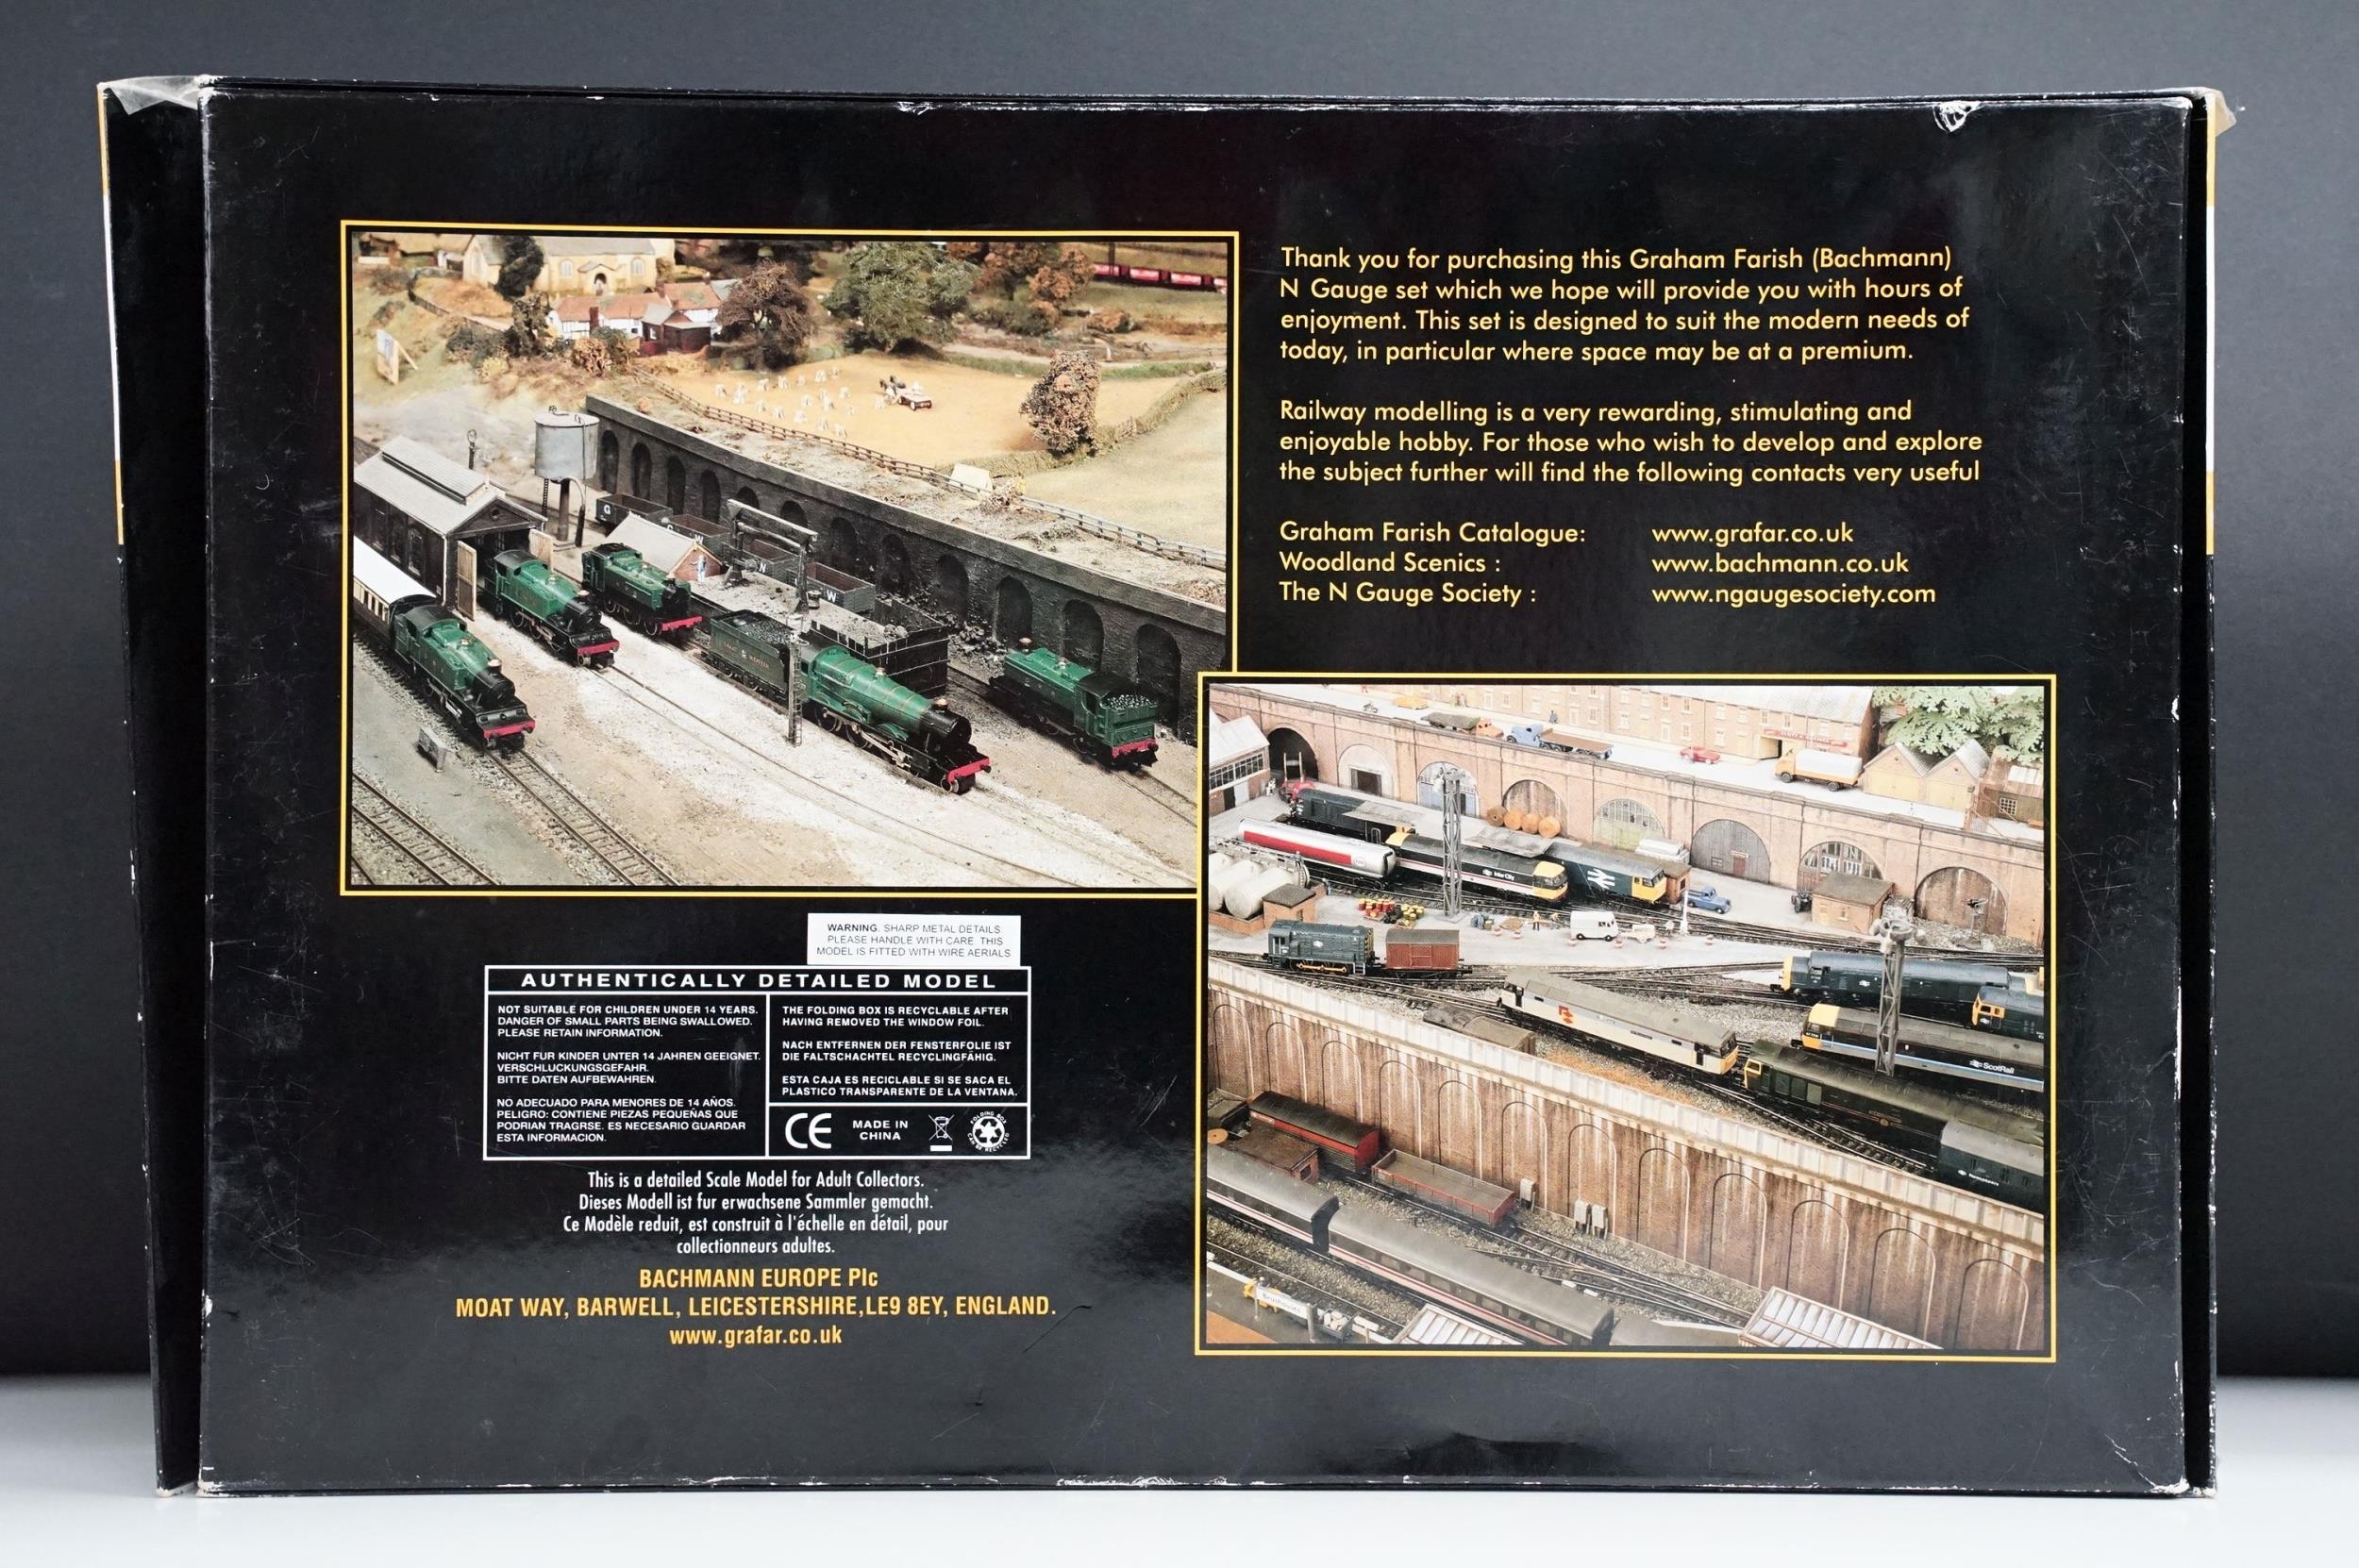 Thank you for purchasing this Graham Farish (Bachmann)
N Gauge set which we hope will provide you with hours of
enjoyment. This set is designed to suit the modern needs of
today, in particular where space may be at a premium.
Railway modelling is a very rewarding, stimulating and
enjoyable hobby. For those who wish to develop and explore
the subject further will find the following contacts very useful
Graham Farish Catalogue: www.grafar.co.uk
Woodland Scenics : www.bachmann.co.uk
The N Gauge Society : www.ngaugesociety.com
InterCity
ScotRail
WARNING. SHARP METAL DETAILS
PLEASE HANDLE WITH CARE. THIS
MODEL IS FITTED WITH WIRE AERIALS
AUTHENTICALLY DETAILED MODEL
NOT SUITABLE FOR CHILDREN UNDER 14 YEARS.
DANGER OF SMALL PARTS BEING SWALLOWED.
PLEASE RETAIN INFORMATION.
NICHT FUR KINDER UNTER 14 JAHREN GEEIGNET.
VERSCHLUCKUNGSGEFAHR.
BITTE DATEN AUFBEWAHREN.
NO ADECUADO PARA MENORES DE 14 AÑOS.
PELIGRO: CONTIENE PIEZAS PEQUEÑAS QUE
PODRIAN TRAGRSE. ES NECESARIO GUARDAR
ESTA INFORMACION.
THE FOLDING BOX IS RECYCLABLE AFTER
HAVING REMOVED THE WINDOW FOIL.
NACH ENTFERNEN DER FENSTERFOLIE IST
DIE FALTSCHACHTEL RECYCLINGFÄHIG.
ESTA CAJA ES RECICLABLE SI SE SACA EL
PLASTICO TRANSPARENTE DE LA VENTANA.
CE
MADE IN
CHINA
This is a detailed Scale Model for Adult Collectors.
Dieses Modell ist fur erwachsene Sammler gemacht.
Ce Modèle reduit, est construit à l'échelle en détail, pour
collectionneurs adultes.
BACHMANN EUROPE Plc
MOAT WAY, BARWELL, LEICESTERSHIRE,LE9 8EY, ENGLAND.
www.grafar.co.uk